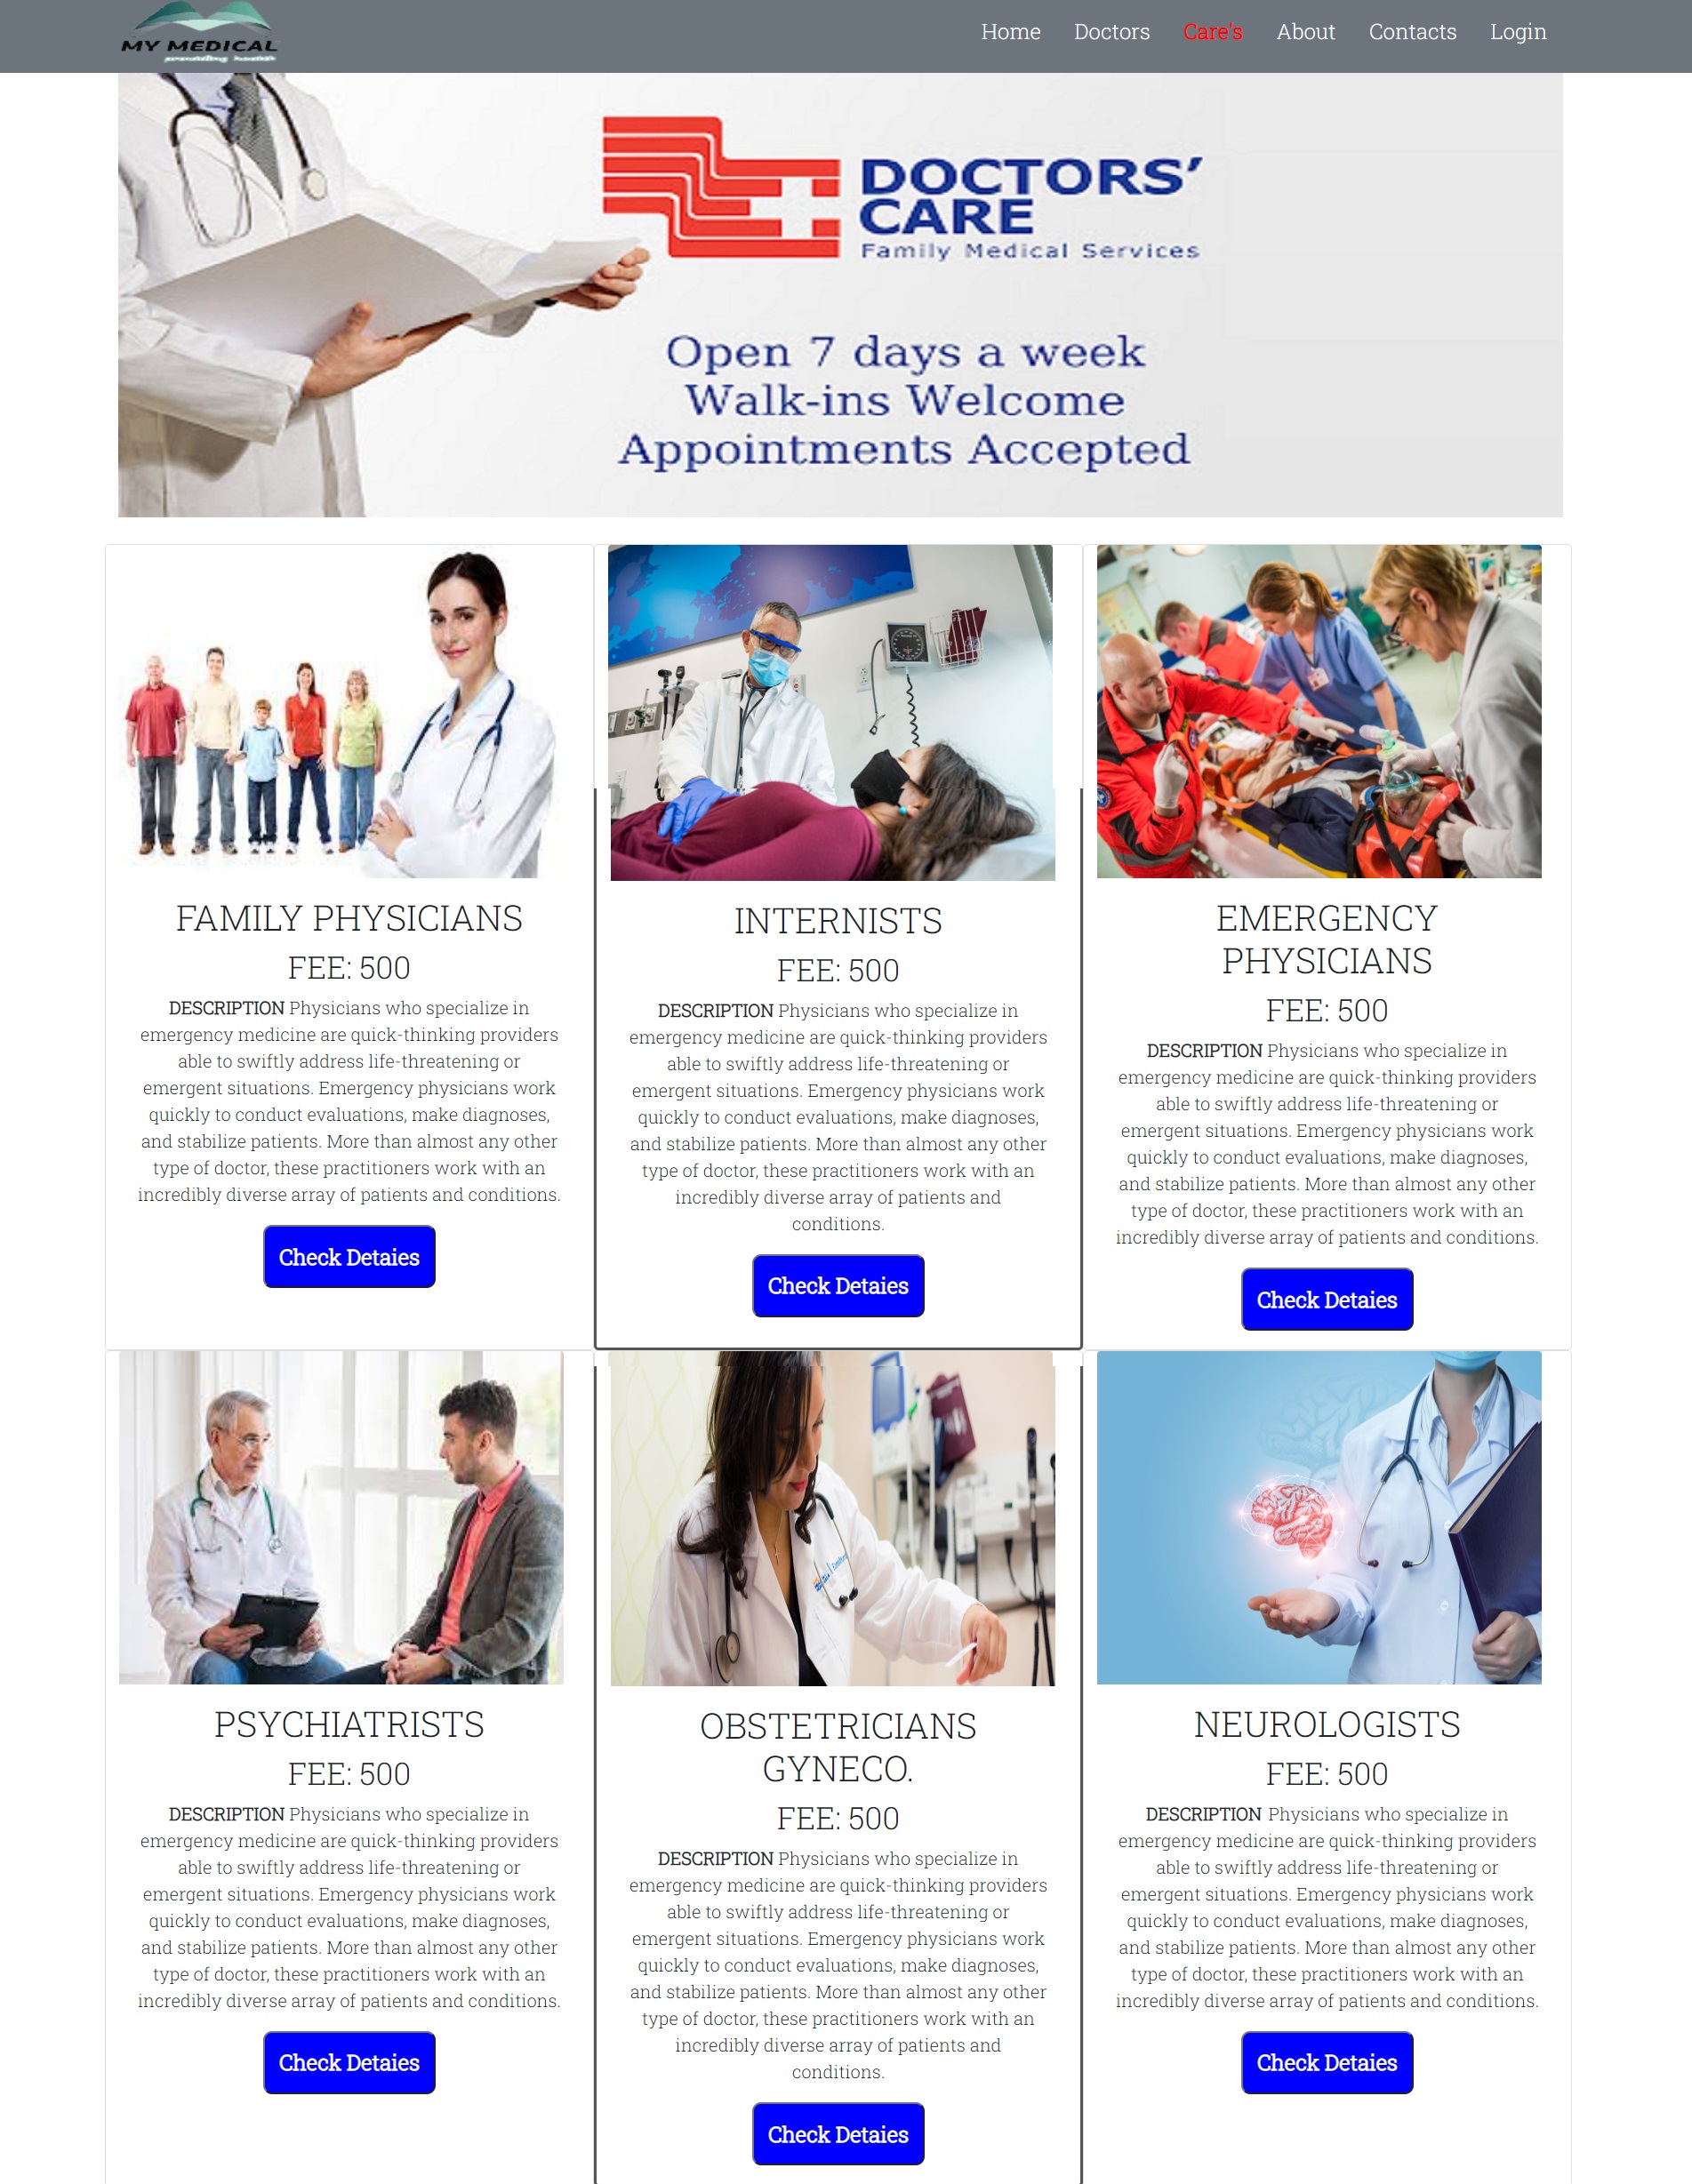 MY MEDICAL
providing health
Home Doctors Care's About Contacts Login
DOCTORS'
CARE
Family Medical Services
Open 7 days a week
Walk-ins Welcome
Appointments Accepted
FAMILY PHYSICIANS
FEE: 500
DESCRIPTION Physicians who specialize in
emergency medicine are quick-thinking providers
able to swiftly address life-threatening or
emergent situations. Emergency physicians work
quickly to conduct evaluations, make diagnoses,
and stabilize patients. More than almost any other
type of doctor, these practitioners work with an
incredibly diverse array of patients and conditions.
Check Detaies
INTERNISTS
FEE: 500
DESCRIPTION Physicians who specialize in
emergency medicine are quick-thinking providers
able to swiftly address life-threatening or
emergent situations. Emergency physicians work
quickly to conduct evaluations, make diagnoses,
and stabilize patients. More than almost any other
type of doctor, these practitioners work with an
incredibly diverse array of patients and
conditions.
Check Detaies
EMERGENCY
PHYSICIANS
FEE: 500
DESCRIPTION Physicians who specialize in
emergency medicine are quick-thinking providers
able to swiftly address life-threatening or
emergent situations. Emergency physicians work
quickly to conduct evaluations, make diagnoses,
and stabilize patients. More than almost any other
type of doctor, these practitioners work with an
incredibly diverse array of patients and conditions.
Check Detaies
PSYCHIATRISTS
FEE: 500
DESCRIPTION Physicians who specialize in
emergency medicine are quick-thinking providers
able to swiftly address life-threatening or
emergent situations. Emergency physicians work
quickly to conduct evaluations, make diagnoses,
and stabilize patients. More than almost any other
type of doctor, these practitioners work with an
incredibly diverse array of patients and conditions.
Check Detaies
OBSTETRICIANS
GYNECO.
FEE: 500
DESCRIPTION Physicians who specialize in
emergency medicine are quick-thinking providers
able to swiftly address life-threatening or
emergent situations. Emergency physicians work
quickly to conduct evaluations, make diagnoses,
and stabilize patients. More than almost any other
type of doctor, these practitioners work with an
incredibly diverse array of patients and
conditions.
Check Detaies
NEUROLOGISTS
FEE: 500
DESCRIPTION Physicians who specialize in
emergency medicine are quick-thinking providers
able to swiftly address life-threatening or
emergent situations. Emergency physicians work
quickly to conduct evaluations, make diagnoses,
and stabilize patients. More than almost any other
type of doctor, these practitioners work with an
incredibly diverse array of patients and conditions.
Check Detaies